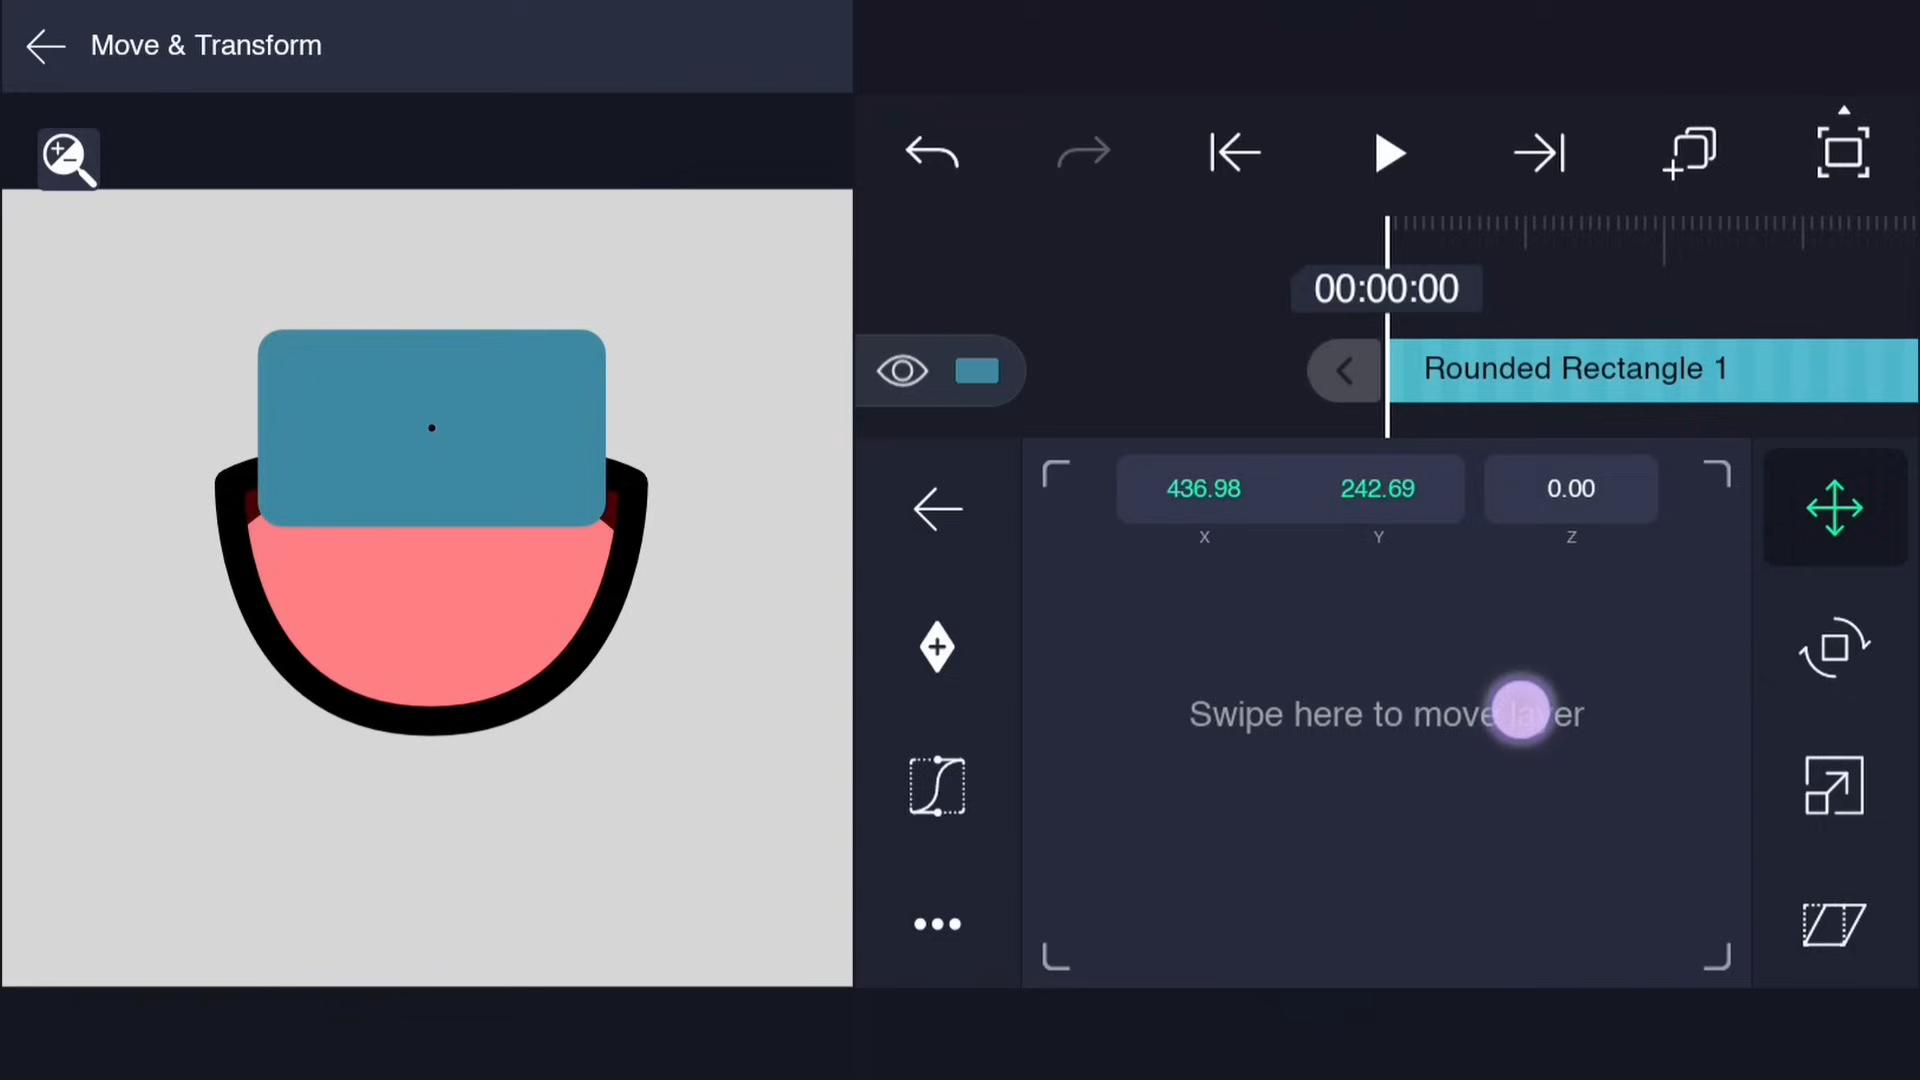 Move & Transform
00:00:00
Rounded Rectangle 1
436.98 242.69 0.00
X Y Z
Swipe here to move layer